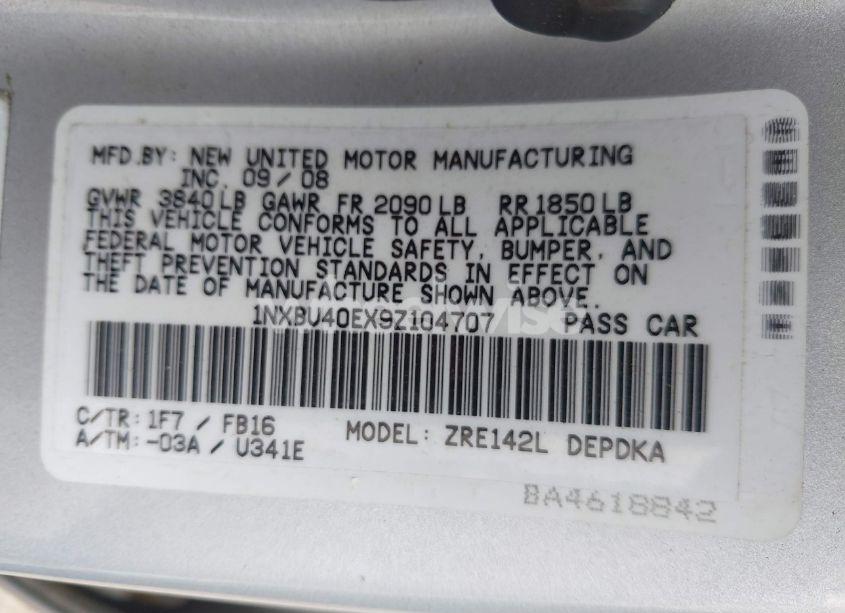 MFD.BY: NEW UNITED MOTOR MANUFACTURING
INC. 09/08
GVWR 3840LB GAWR FR 2090LB RR 1850LB
THIS VEHICLE CONFORMS TO ALL APPLICABLE
FEDERAL MOTOR VEHICLE SAFETY, BUMPER, AND
THEFT PREVENTION STANDARDS IN EFFECT ON
THE DATE OF MANUFACTURE SHOWN ABOVE.
1NXBU40EX9Z104707 PASS CAR
C/TR: 1F7 / FB16
A/TM: -03A / U341E
MODEL: ZRE142L DEPDKA
BA4618842